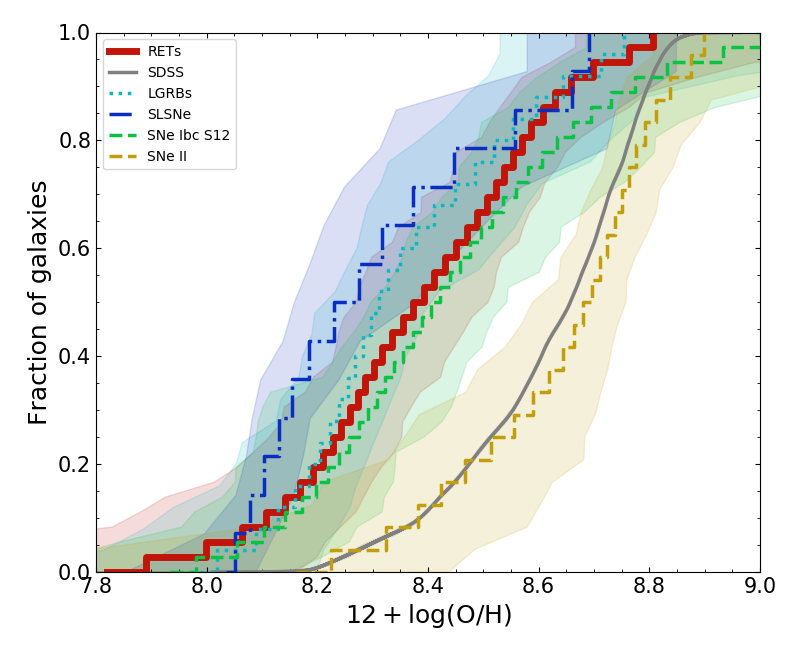 RETs
SDSS
LGRBs
SLSNe
SNe Ibc S12
SNe II
Fraction of galaxies
1.0
0.8
0.6
0.4
0.2
0.0
7.8 8.0 8.2 8.4 8.6 8.8 9.0
12 + log(O/H)